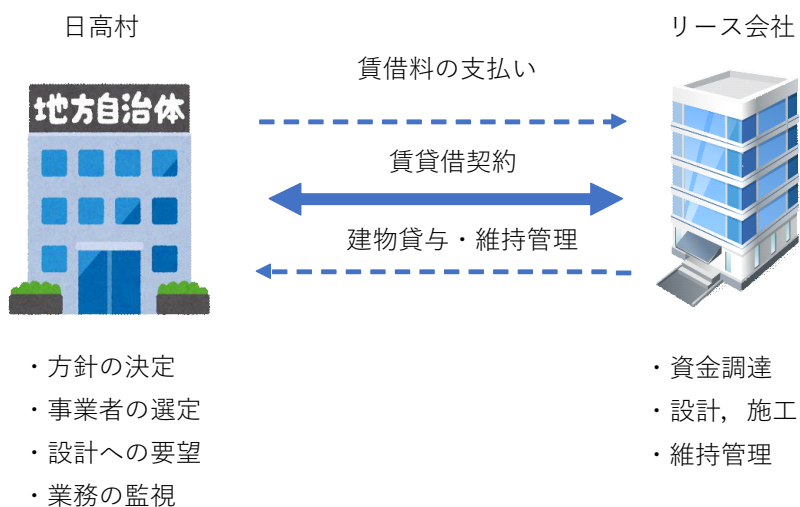 日高村
リース会社
賃借料の支払い
地方自治体
賃貸借契約
建物貸与・維持管理
・方針の決定
・事業者の選定
・設計への要望
・業務の監視
・資金調達
・設計，施工
・維持管理